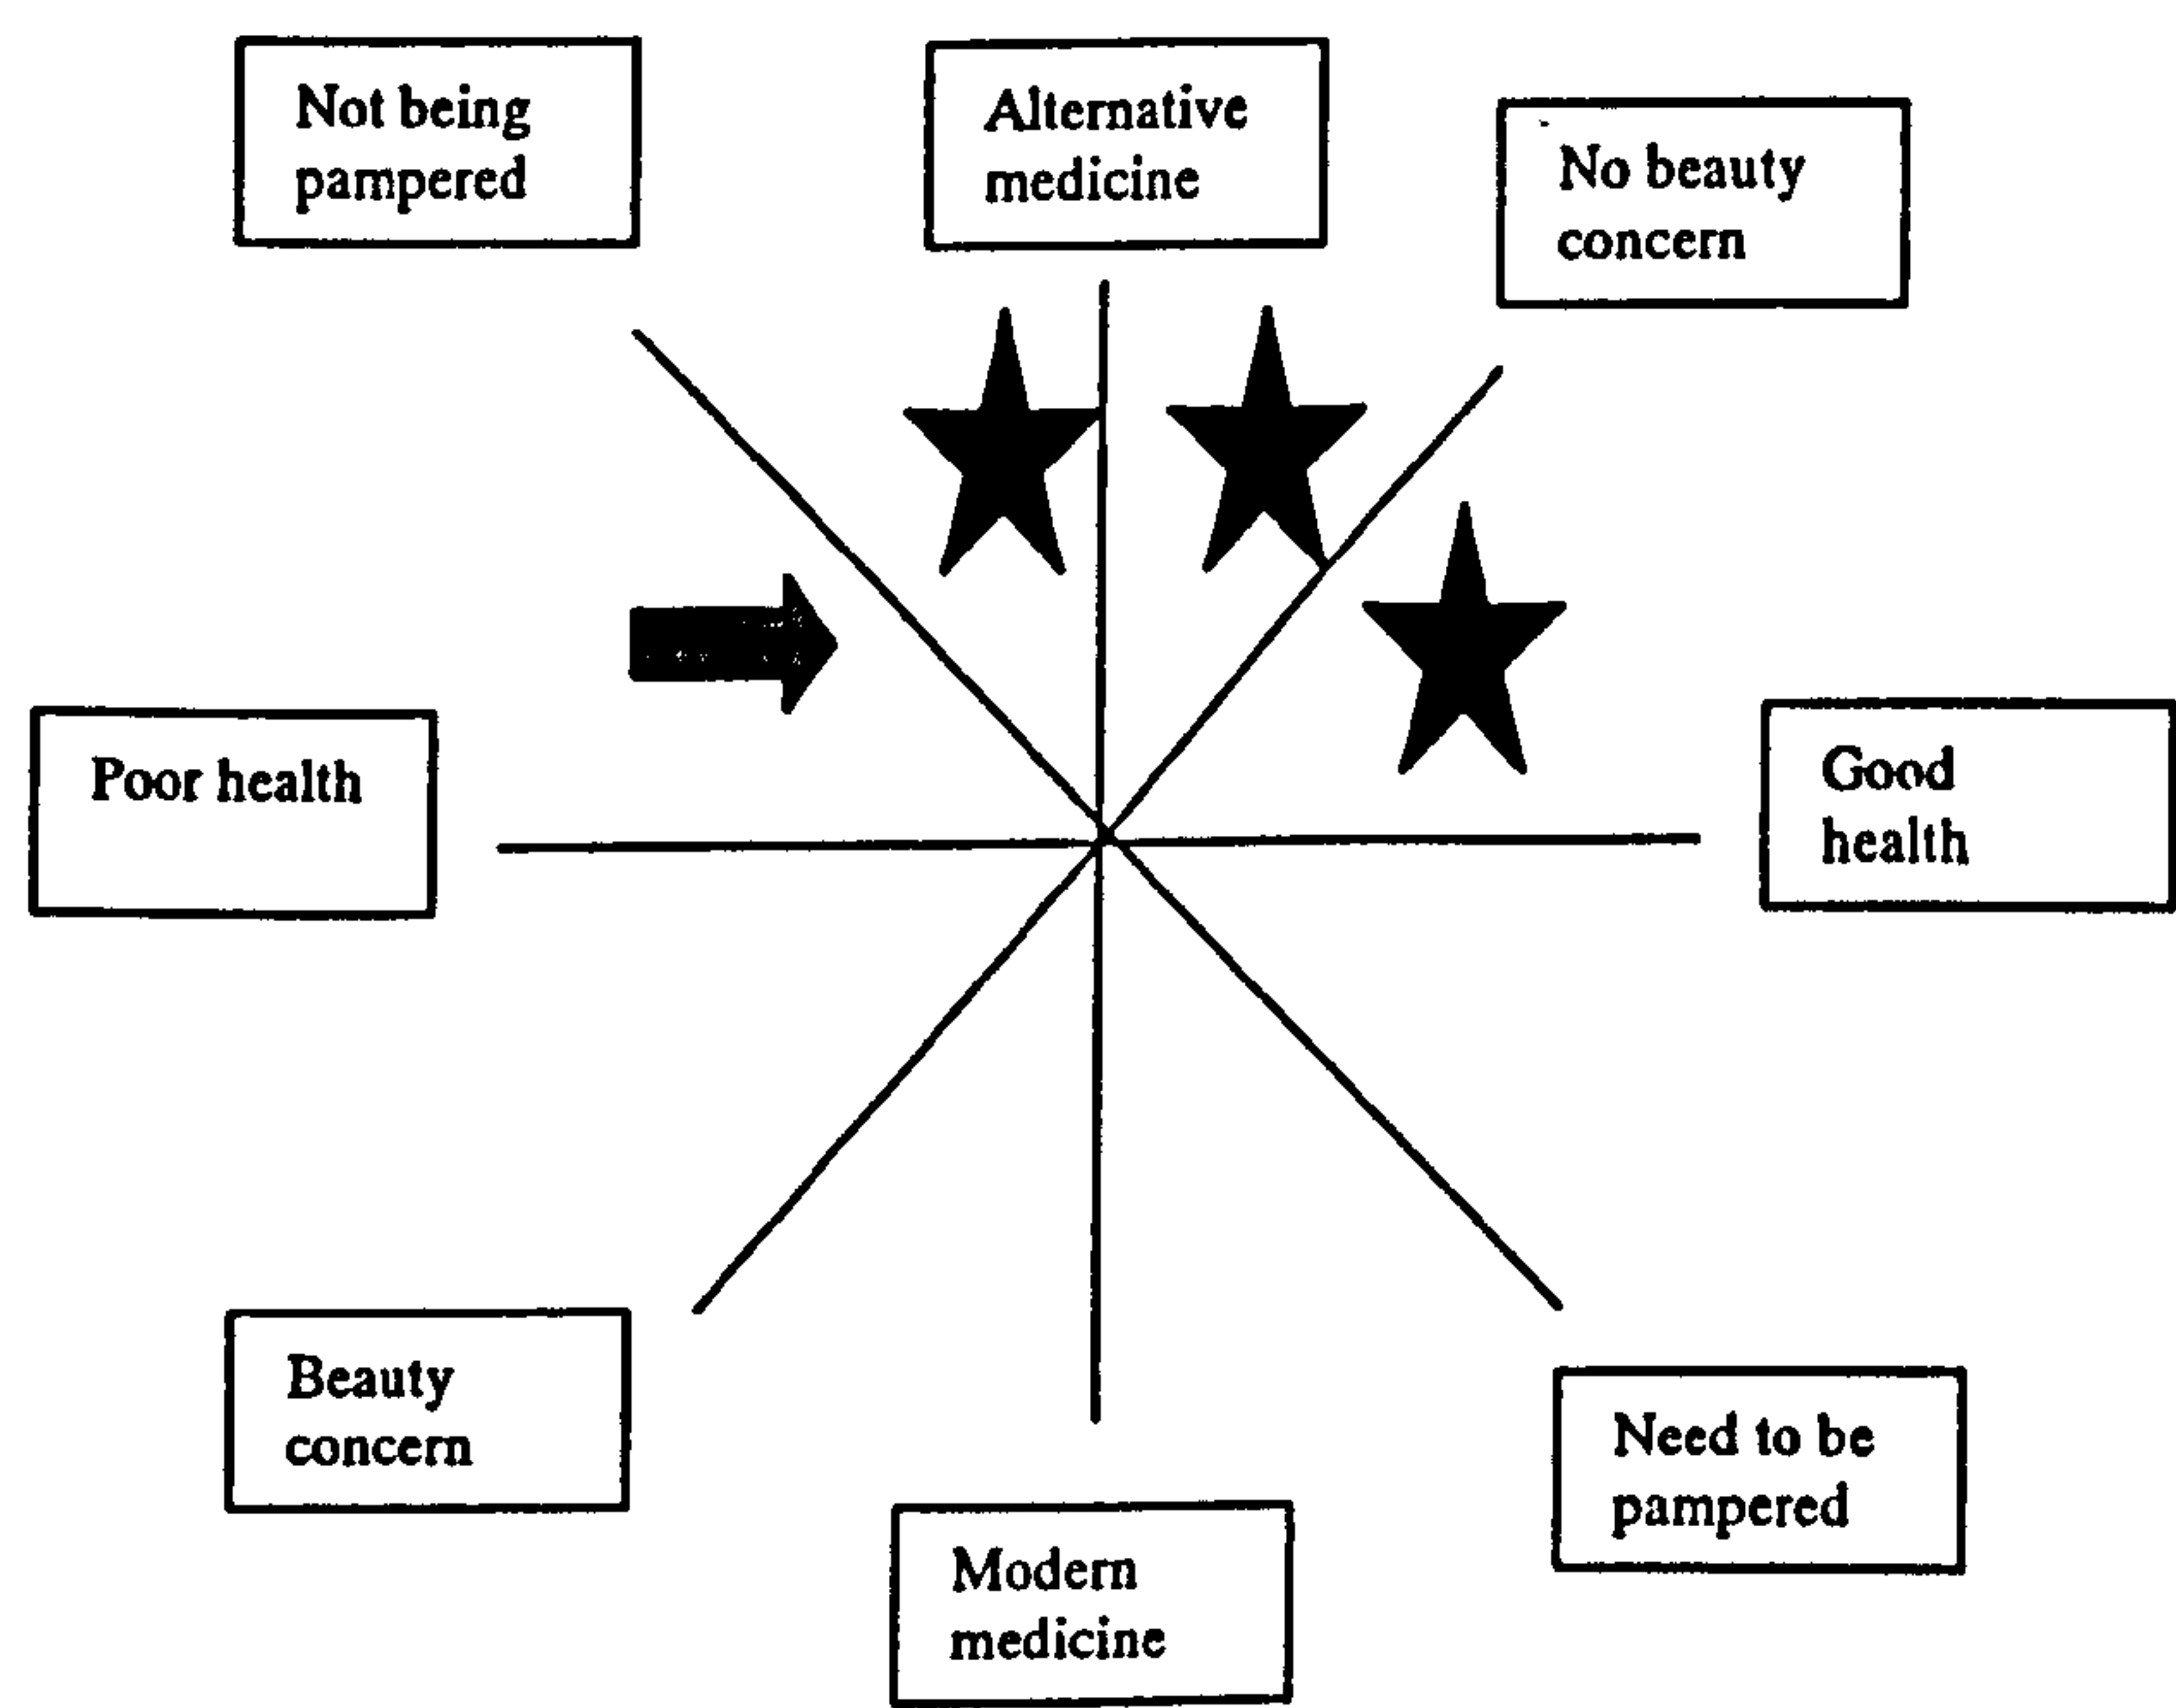 Not being
pampered
Alternative
medicine
No beauty
concern
Poor health
Good
health
Beauty
concern
Need to be
pampered
Modern
medicine